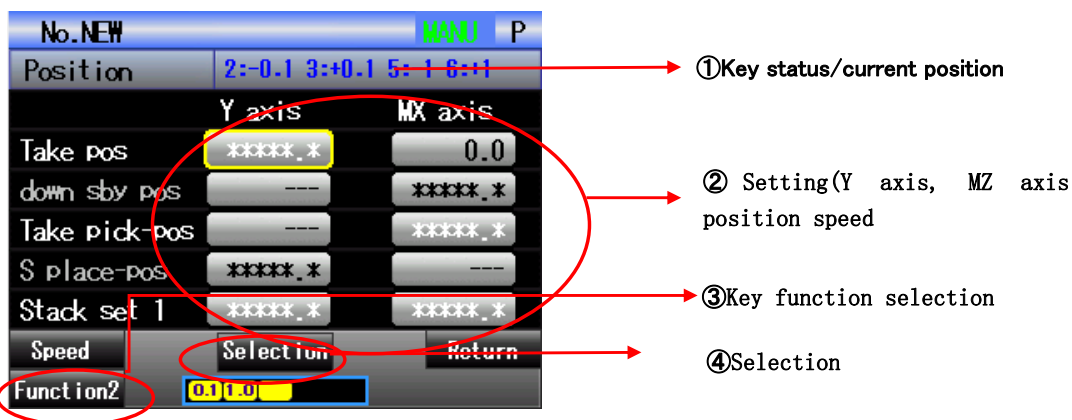 No.NEW MANU P
Position 2:-0.1 3:+0.1 5:-1 6:+1
Y axis MX axis
Take pos *****.* 0.0
down sby pos --- *****.*
Take pick-pos --- *****.*
S place-pos *****.* ---
Stack set 1 *****.* *****.*
Speed Selection Return
Function2 0.1 1.0
①Key status/current position
② Setting(Y axis, MZ axis
position speed
③Key function selection
④Selection